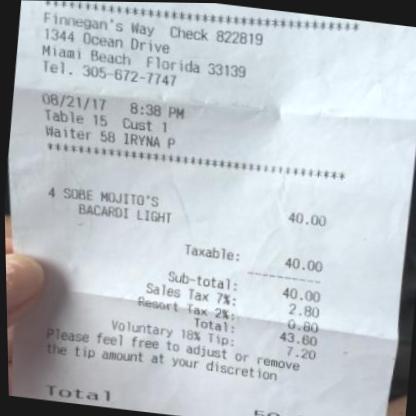 ****************************************
Finnegan's Way Check 822819
1344 Ocean Drive
Miami Beach Florida 33139
Tel. 305-672-7747
08/21/17 8:38 PM
Table 15 Cust 1
Waiter 58 IRYNA P
****************************************
4 SOBE MOJITO'S
BACARDI LIGHT 40.00
Taxable: 40.00
----------
Sub-total: 40.00
Sales Tax 7%: 2.80
Resort Tax 2%: 0.80
Total: 43.60
Voluntary 18% Tip: 7.20
Please feel free to adjust or remove
the tip amount at your discretion
Total